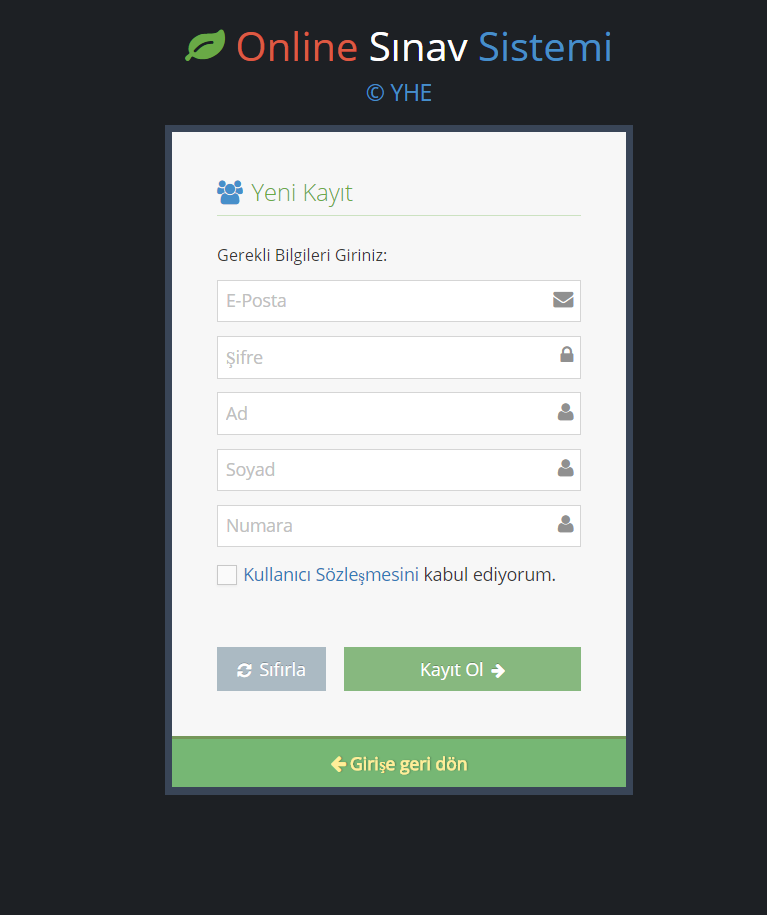 Online Sınav Sistemi
© YHE
Yeni Kayıt
Gerekli Bilgileri Giriniz:
E-Posta
Şifre
Ad
Soyad
Numara
Kullanıcı Sözleşmesini kabul ediyorum.
Sıfırla
Kayıt Ol
Girişe geri dön